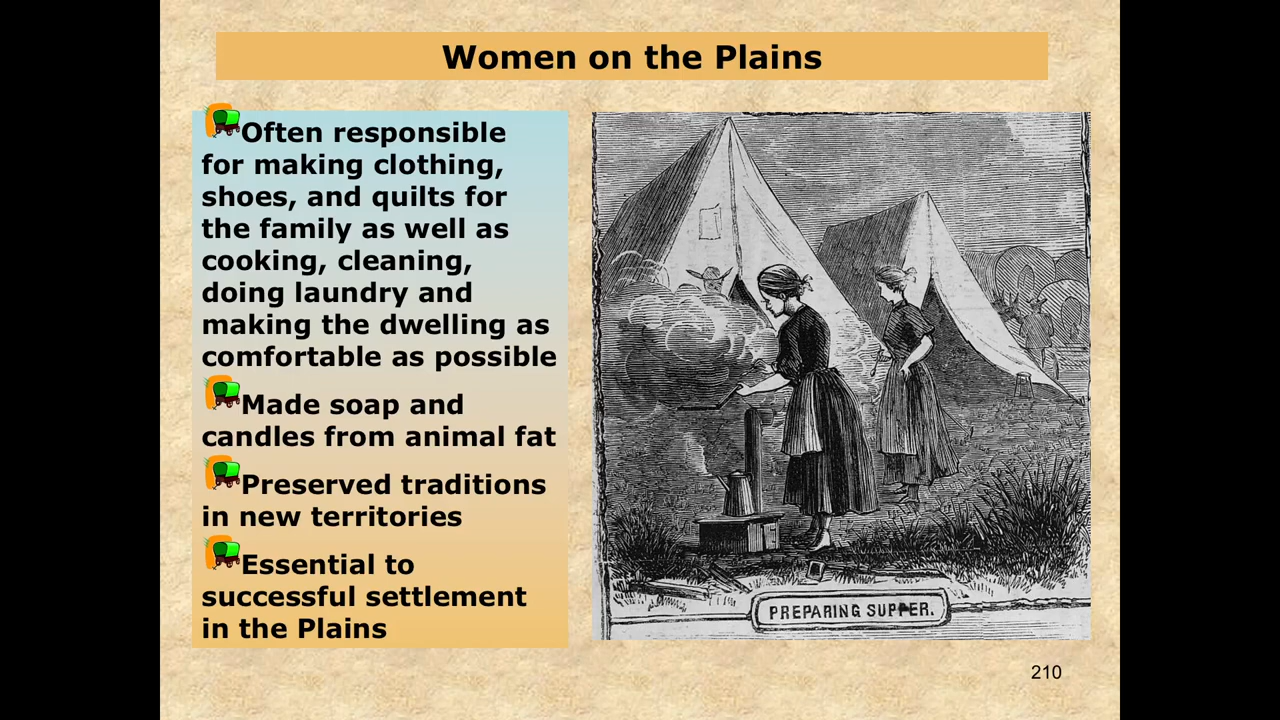 Women on the Plains
Often responsible
for making clothing,
shoes, and quilts for
the family as well as
cooking, cleaning,
doing laundry and
making the dwelling as
comfortable as possible
Made soap and
candles from animal fat
Preserved traditions
in new territories
Essential to
successful settlement
in the Plains
PREPARING SUPPER.
210